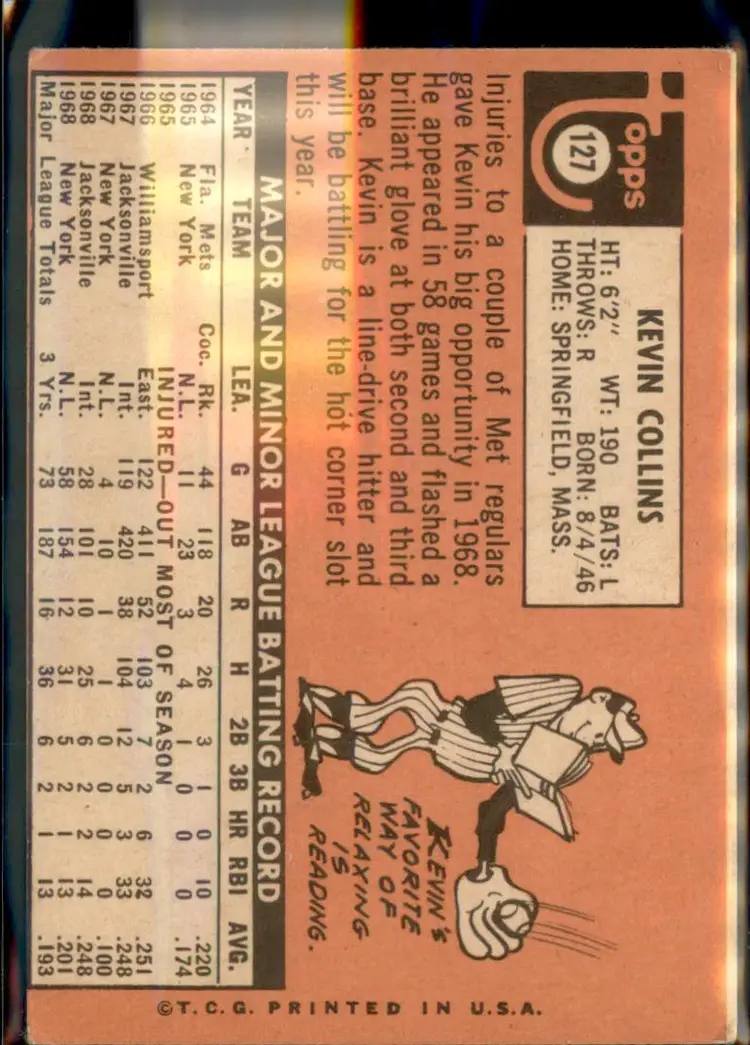 Topps
127
KEVIN COLLINS
HT: 6'2" WT: 190 BATS: L
THROWS: R BORN: 8/4/46
HOME: SPRINGFIELD, MASS.
Injuries to a couple of Met regulars
gave Kevin his big opportunity in 1968.
He appeared in 58 games and flashed a
brilliant glove at both second and third
base. Kevin is a line-drive hitter and
will be battling for the hot corner slot
this year.
KEVIN'S
FAVORITE
WAY OF
RELAXING
IS
READING.
MAJOR AND MINOR LEAGUE BATTING RECORD
YEAR TEAM LEA. G AB R H 2B 3B HR RBI AVG.
1964 Fla. Mets Coc. Rk. 44 118 20 26 3 1 0 10 .220
1965 New York N.L. 11 23 3 4 1 0 0 0 .174
1965 INJURED—OUT MOST OF SEASON
1966 Williamsport East. 122 411 52 103 7 2 6 32 .251
1967 Jacksonville Int. 119 420 38 104 12 5 3 33 .248
1967 New York N.L. 4 10 1 1 0 0 0 0 .100
1968 Jacksonville Int. 28 101 10 25 6 2 2 14 .248
1968 New York N.L. 58 154 12 31 5 2 1 13 .201
Major League Totals 3 Yrs. 73 187 16 36 6 2 1 13 .193
©T.C.G. PRINTED IN U.S.A.